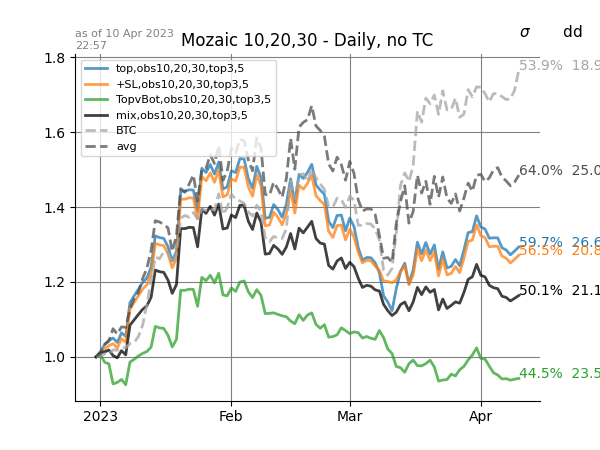 as of 10 Apr 2023
22:57
Mozaic 10,20,30 - Daily, no TC
σ dd
top,obs10,20,30,top3,5
+SL,obs10,20,30,top3,5
TopvBot,obs10,20,30,top3,5
mix,obs10,20,30,top3,5
BTC
avg
1.8
1.6
1.4
1.2
1.0
2023 Feb Mar Apr
53.9% 18.9
64.0% 25.0
59.7% 26.6
56.5% 20.8
50.1% 21.1
44.5% 23.5